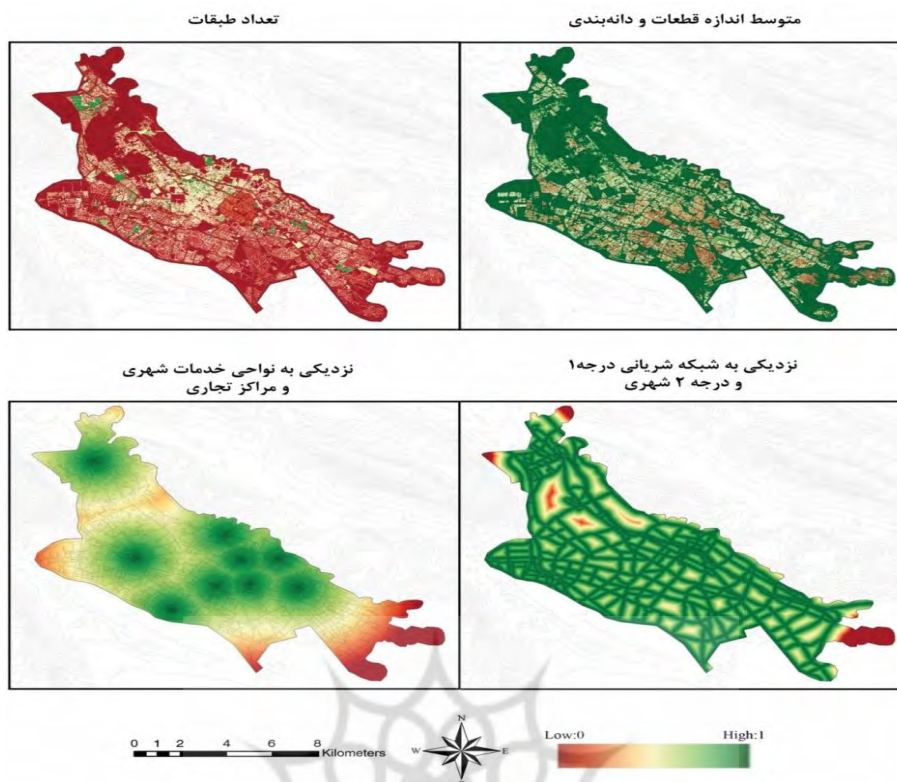 متوسط اندازه قطعات و دانه‌بندی
تعداد طبقات
نزدیکی به شبکه شریانی درجه۱
و درجه ۲ شهری
نزدیکی به نواحی خدمات شهری
و مراکز تجاری
0 1 2 4 6 8
Kilometers
N
W E
S
Low:0 High:1